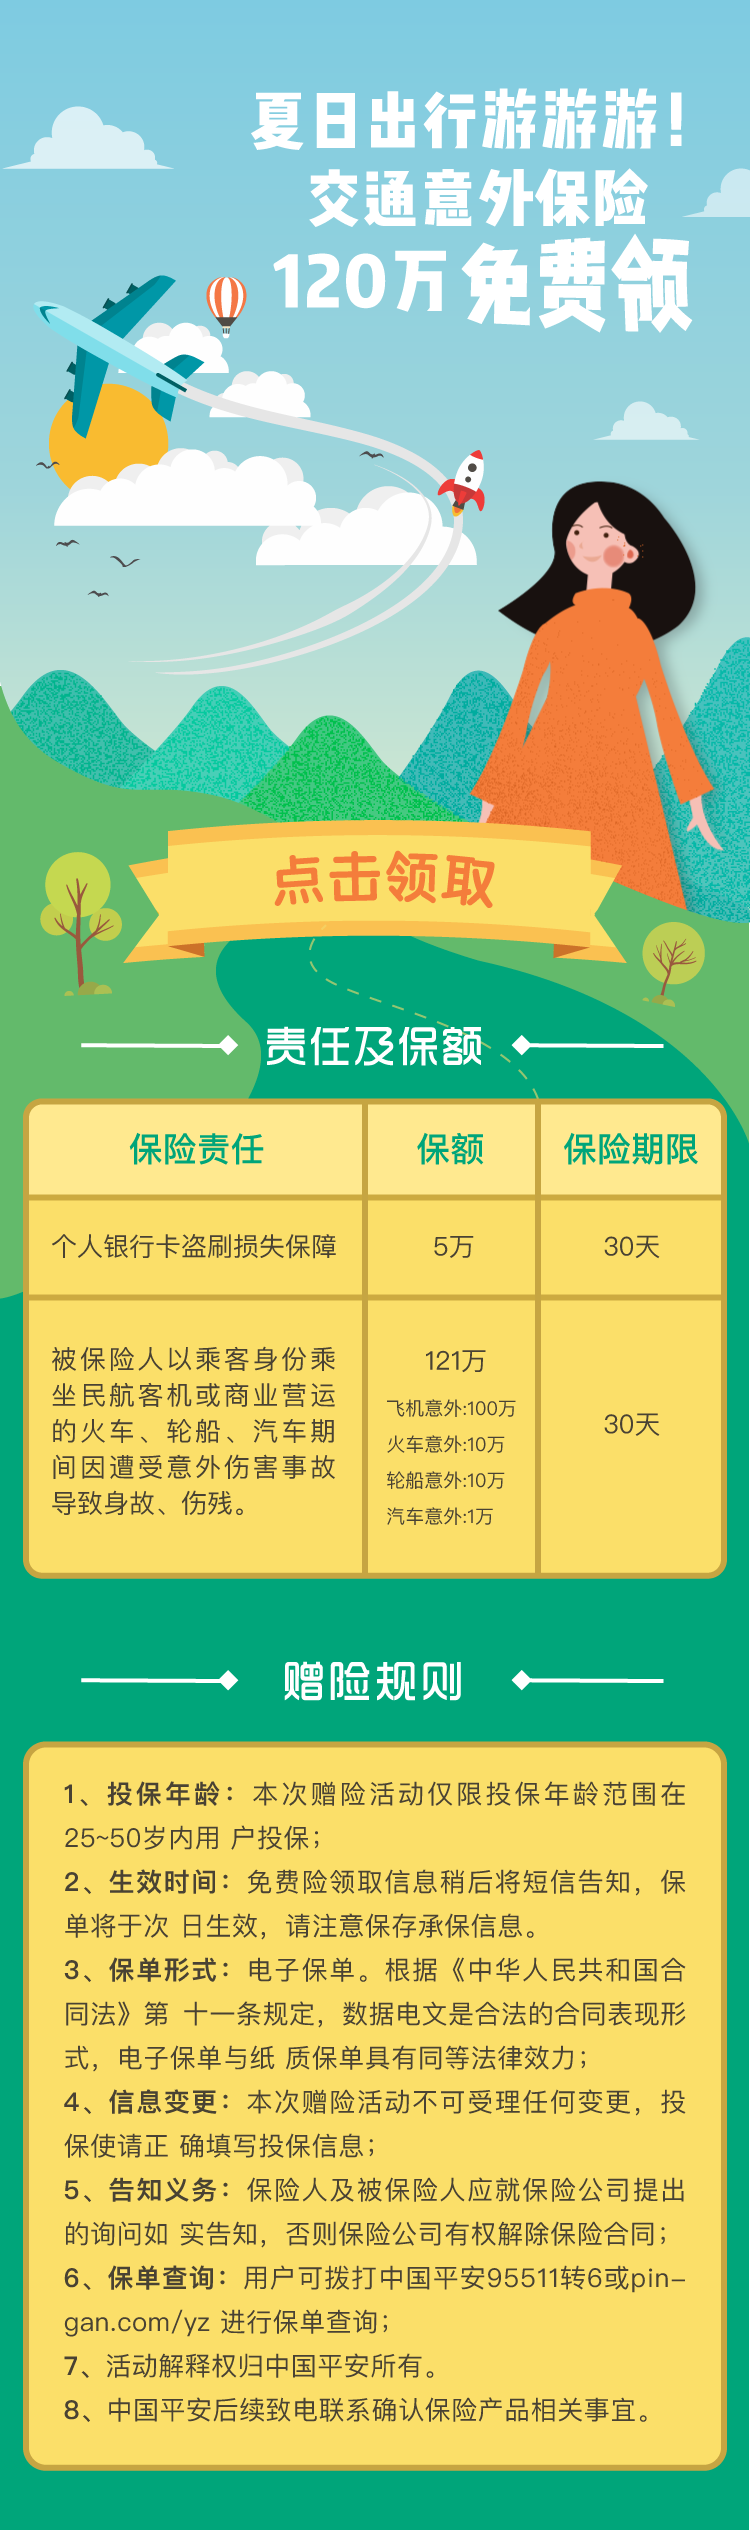 夏日出行游游游!
交通意外保险
120万免费领
点击领取
责任及保额
保险责任 保额 保险期限
个人银行卡盗刷损失保障 5万 30天
被保险人以乘客身份乘
坐民航客机或商业营运
的火车、轮船、汽车期
间因遭受意外伤害事故
导致身故、伤残。
121万
飞机意外:100万
火车意外:10万
轮船意外:10万
汽车意外:1万
30天
赠险规则
1、投保年龄：本次赠险活动仅限投保年龄范围在
25~50岁内用 户投保；
2、生效时间：免费险领取信息稍后将短信告知，保
单将于次 日生效，请注意保存承保信息。
3、保单形式：电子保单。根据《中华人民共和国合
同法》第 十一条规定，数据电文是合法的合同表现形
式，电子保单与纸 质保单具有同等法律效力；
4、信息变更：本次赠险活动不可受理任何变更，投
保使请正 确填写投保信息；
5、告知义务：保险人及被保险人应就保险公司提出
的询问如 实告知，否则保险公司有权解除保险合同；
6、保单查询：用户可拨打中国平安95511转6或pin-
gan.com/yz 进行保单查询；
7、活动解释权归中国平安所有。
8、中国平安后续致电联系确认保险产品相关事宜。